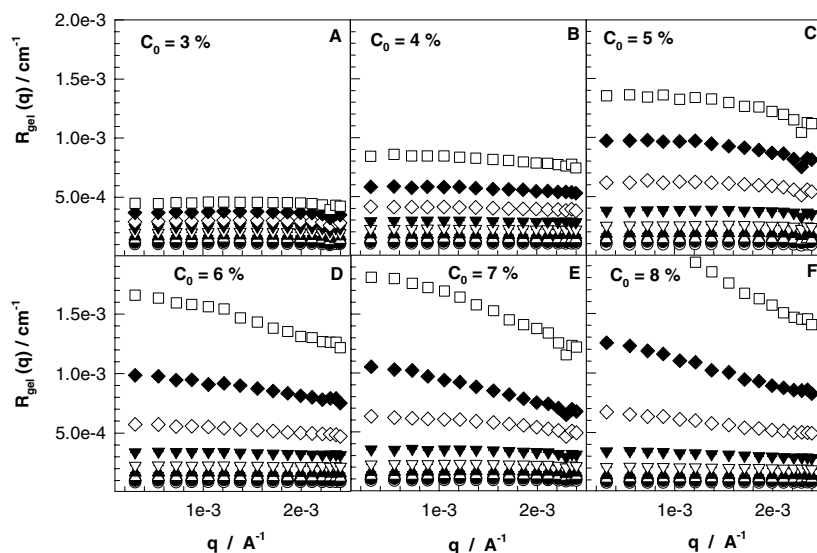 2.0e-3
C0 = 3 %
A
C0 = 4 %
B
C0 = 5 %
C
1.5e-3
1.0e-3
5.0e-4
Rgel (q) / cm-1
C0 = 6 %
D
C0 = 7 %
E
C0 = 8 %
F
1.5e-3
1.0e-3
5.0e-4
Rgel (q) / cm-1
1e-3
2e-3
1e-3
2e-3
1e-3
2e-3
q / A-1
q / A-1
q / A-1